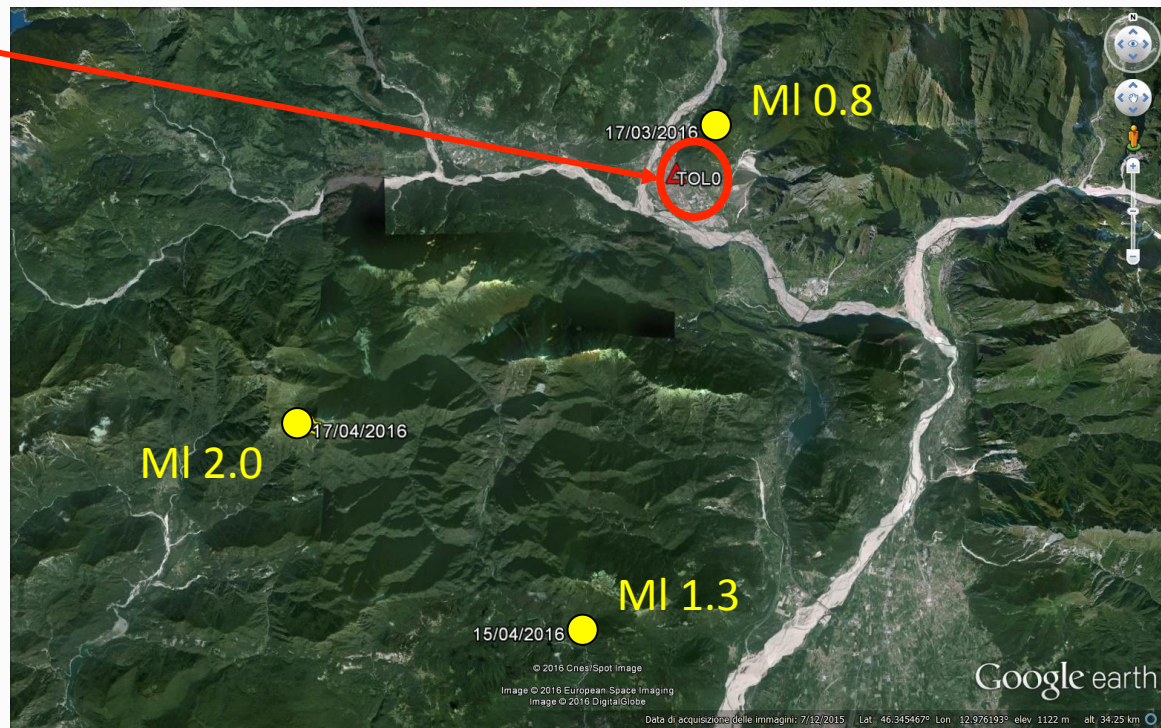 N
Ml 0.8
17/03/2016
TOL0
17/04/2016
Ml 2.0
Ml 1.3
15/04/2016
© 2016 Cnes/Spot Image
Image © 2016 European Space Imaging
Image © 2016 DigitalGlobe
Google earth
Data di acquisizione delle immagini: 7/12/2015 Lat 46.345467° Lon 12.976193° elev 1122 m alt 34.25 km